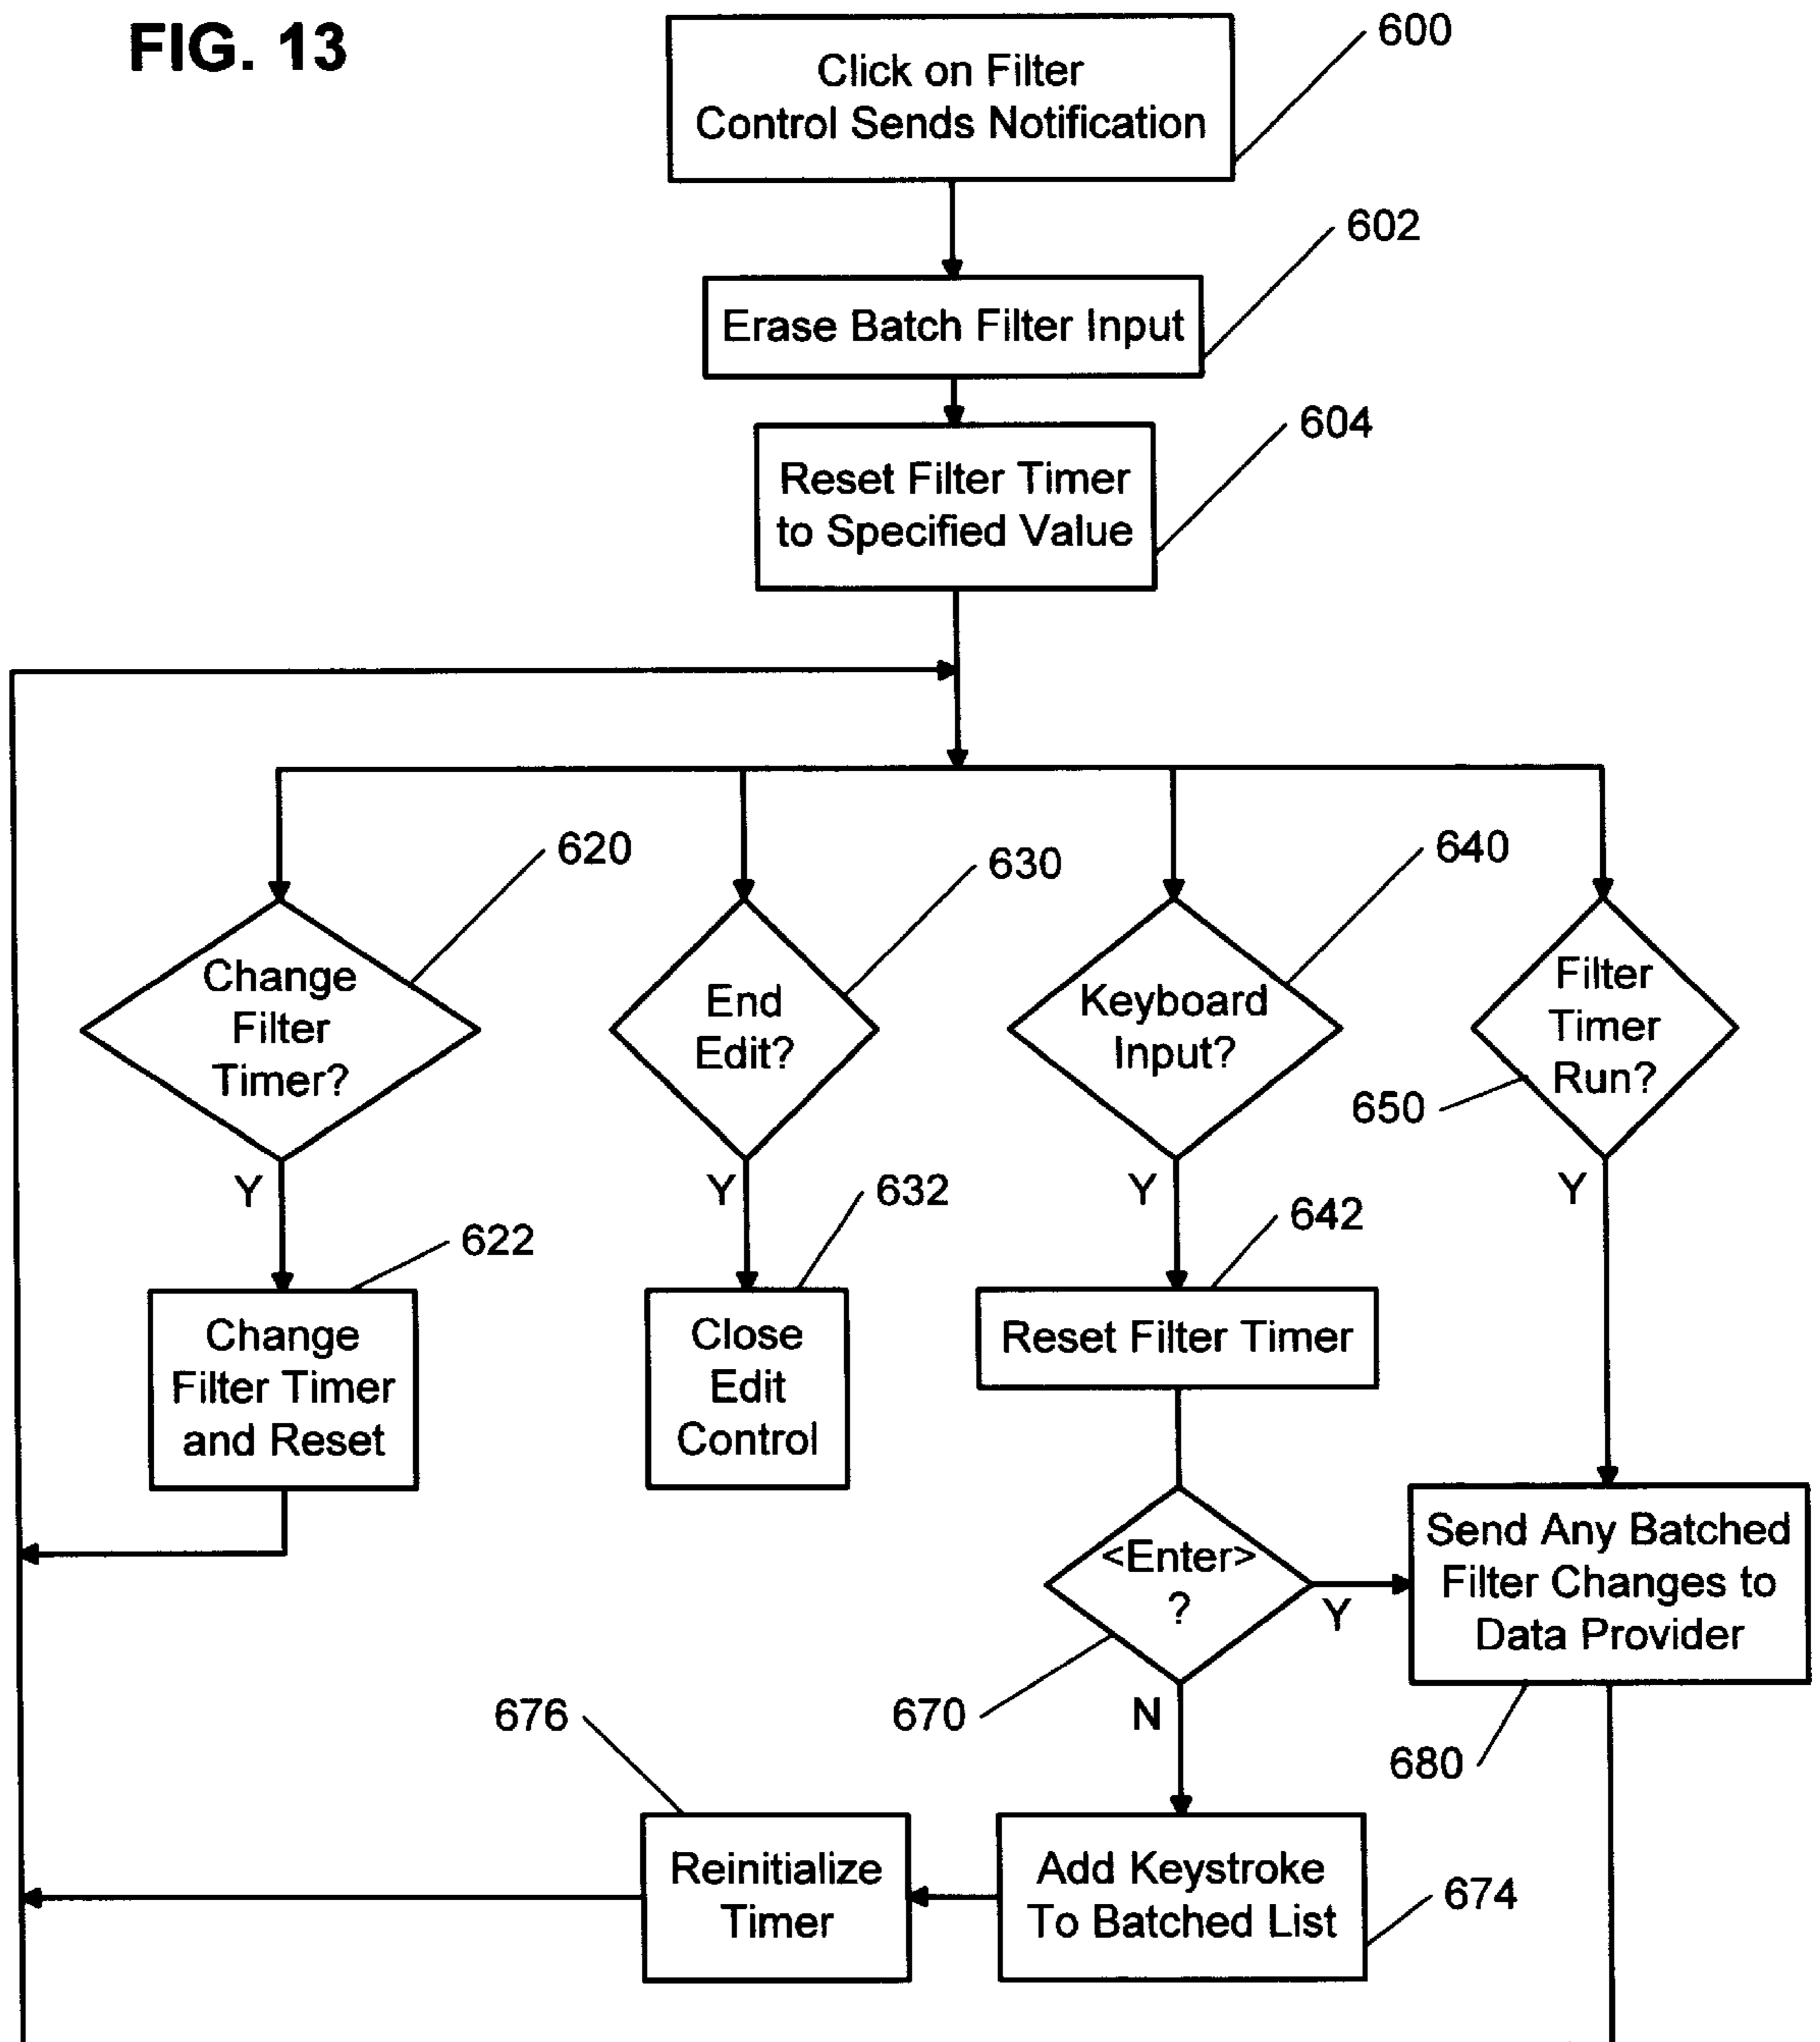 FIG. 13
600
Click on Filter
Control Sends Notification
602
Erase Batch Filter Input
604
Reset Filter Timer
to Specified Value
620
630
640
Change
Filter
Timer?
End
Edit?
Keyboard
Input?
Filter
Timer
Run?
650
Y
Y
Y
Y
622
632
642
Change
Filter Timer
and Reset
Close
Edit
Control
Reset Filter Timer
<Enter>
?
Y
Send Any Batched
Filter Changes to
Data Provider
676
670
N
680
Reinitialize
Timer
Add Keystroke
To Batched List
674